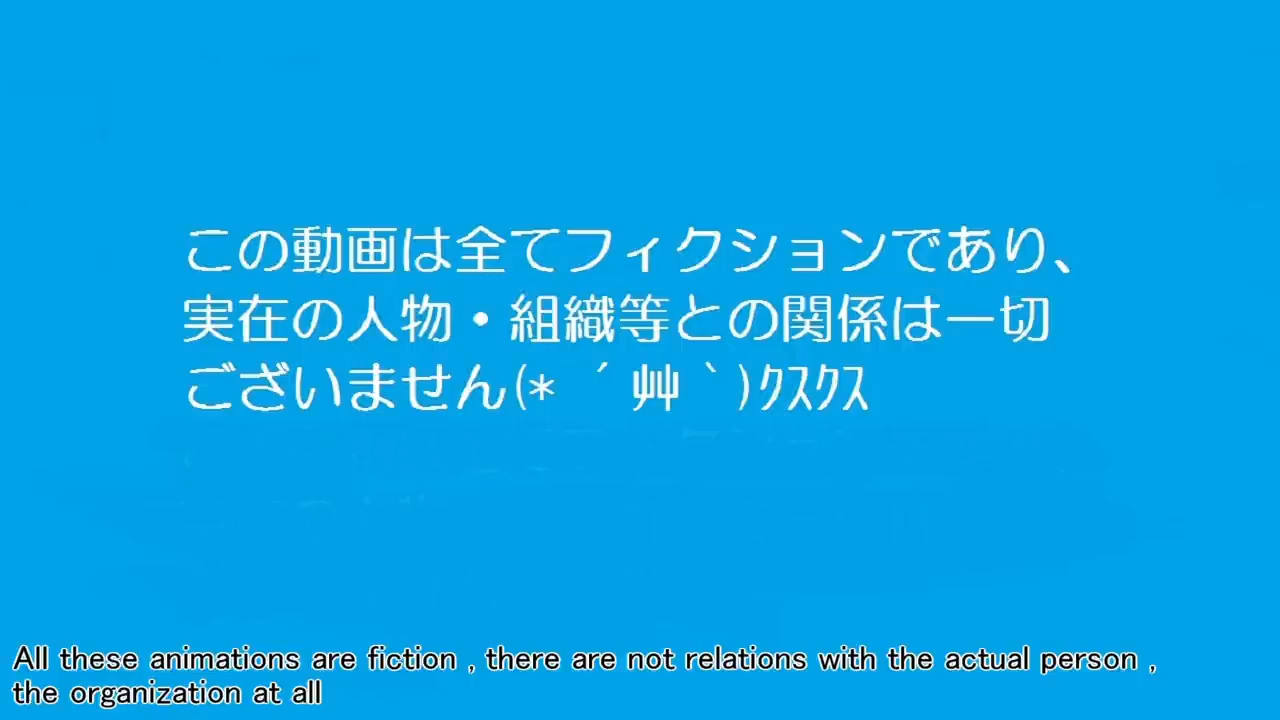 この動画は全てフィクションであり、
実在の人物・組織等との関係は一切
ございません(* ´ 艸 ｀)ｸｽｸｽ
All these animations are fiction , there are not relations with the actual person ,
the organization at all